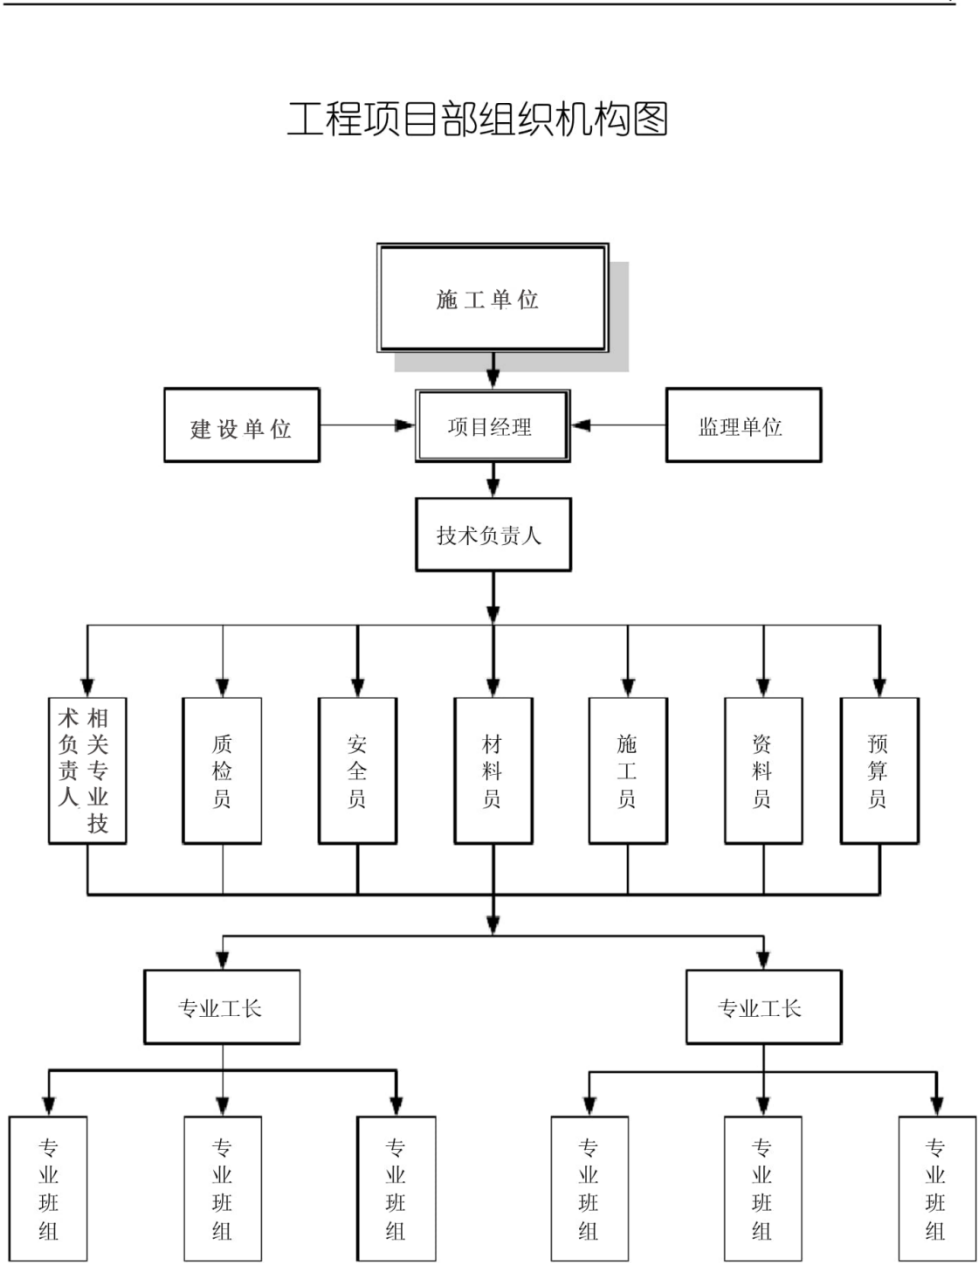 工程项目部组织机构图
施工单位
建设单位
项目经理
监理单位
技术负责人
相关专业技
术负责人
质检员
安全员
材料员
施工员
资料员
预算员
专业工长
专业工长
专业班组
专业班组
专业班组
专业班组
专业班组
专业班组